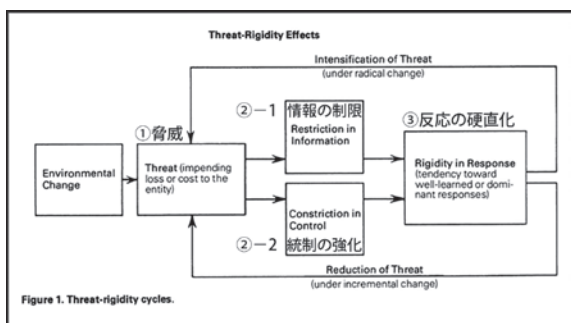 Threat-Rigidity Effects
Intensification of Threat
(under radical change)
②－1 情報の制限
Restriction in
Information
①脅威
③反応の硬直化
Environmental
Change
Threat (impending
loss or cost to the
entity)
Rigidity in Response
(tendency toward
well-learned or domi-
nant responses)
Constriction in
Control
②－2 統制の強化
Reduction of Threat
(under incremental change)
Figure 1. Threat-rigidity cycles.